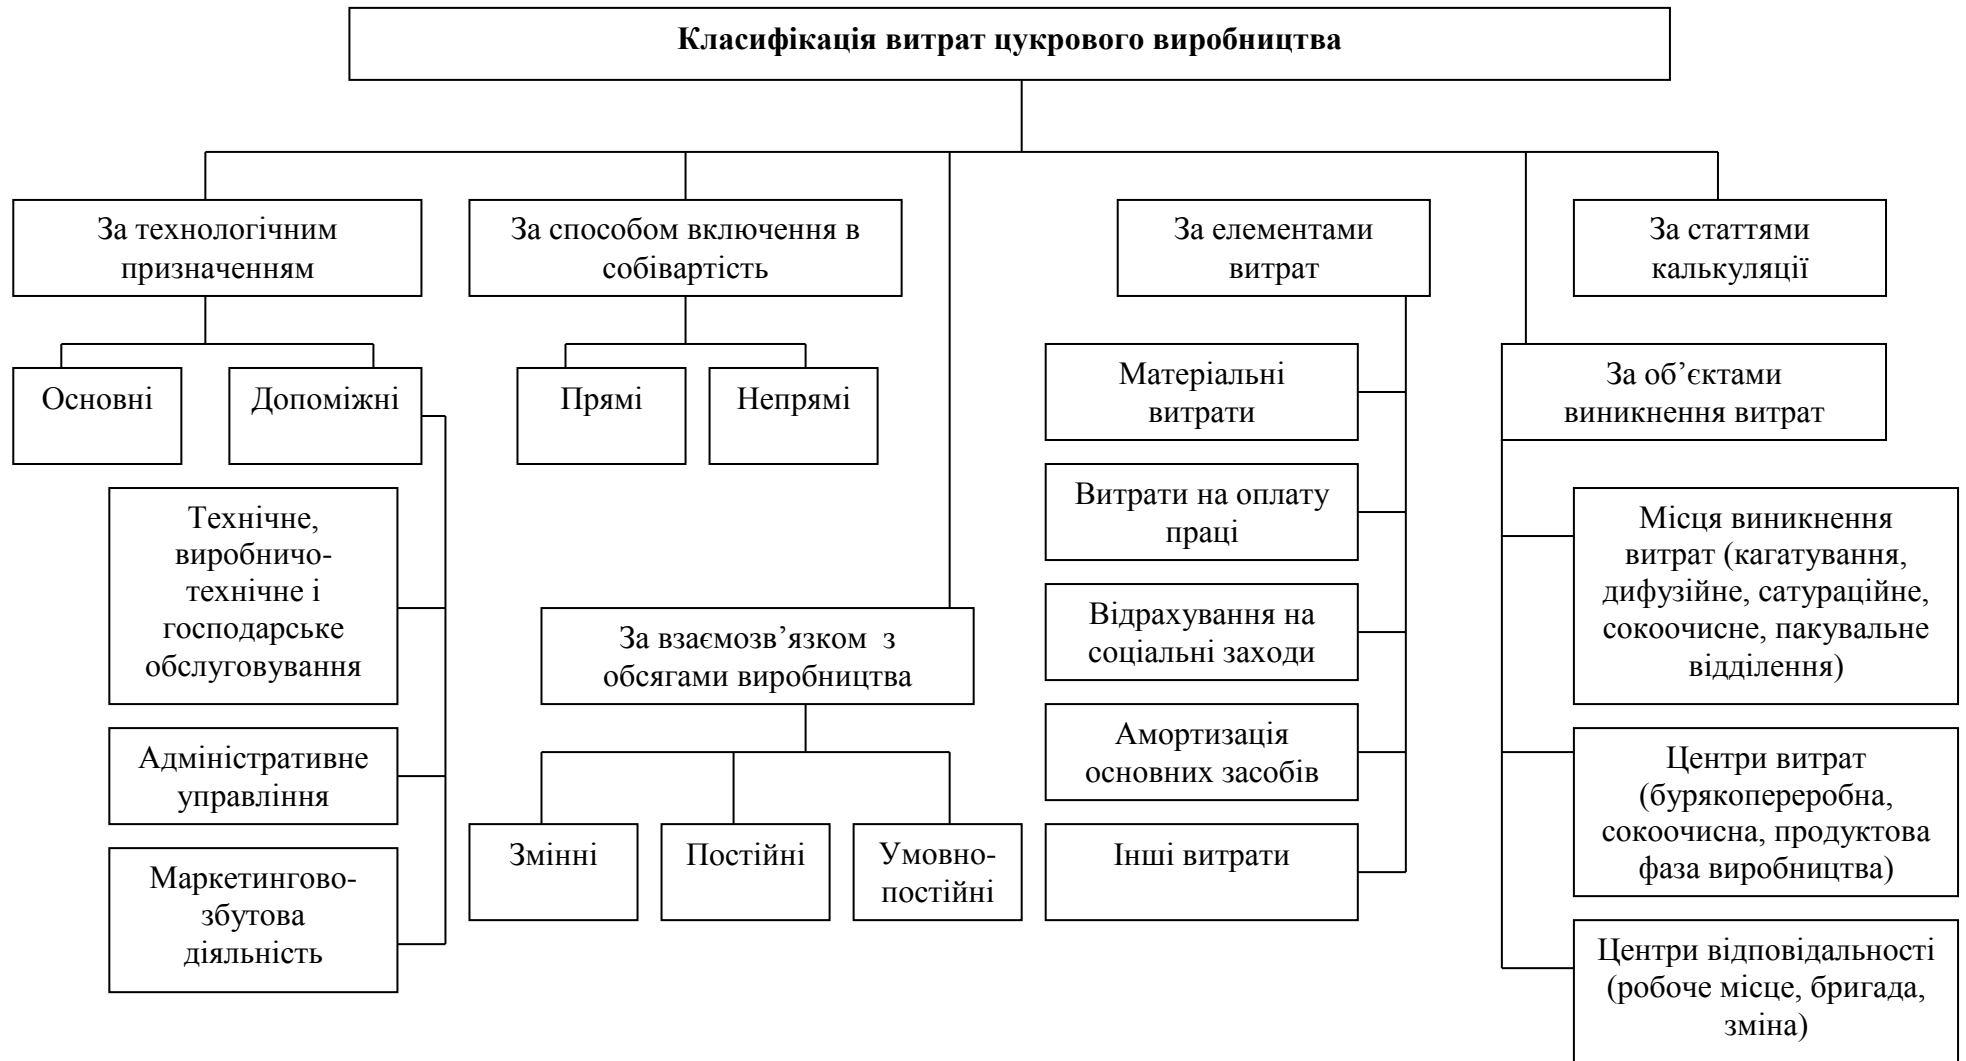 Класифікація витрат цукрового виробництва
За технологічним
призначенням
За способом включення в
собівартість
За елементами
витрат
За статтями
калькуляції
Основні
Допоміжні
Прямі
Непрямі
Матеріальні
витрати
За об’єктами
виникнення витрат
Технічне,
виробничо-
технічне і
господарське
обслуговування
Витрати на оплату
праці
Місця виникнення
витрат (кагатування,
дифузійне, сатураційне,
сокоочисне, пакувальне
відділення)
За взаємозв’язком  з
обсягами виробництва
Відрахування на
соціальні заходи
Адміністративне
управління
Амортизація
основних засобів
Центри витрат
(бурякопереробна,
сокоочисна, продуктова
фаза виробництва)
Маркетингово-
збутова
діяльність
Змінні
Постійні
Умовно-
постійні
Інші витрати
Центри відповідальності
(робоче місце, бригада,
зміна)